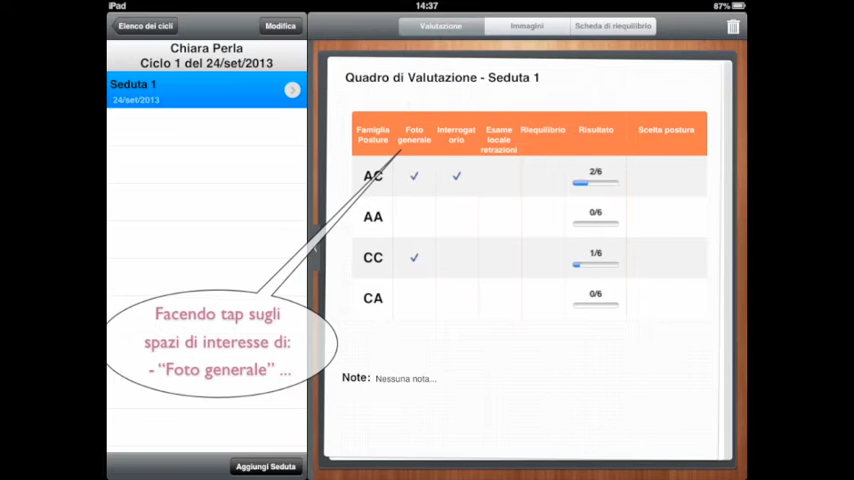 iPad
14:37
87%
Elenco dei cicli
Modifica
Valutazione
Immagini
Scheda di riequilibrio
Chiara Perla
Ciclo 1 del 24/set/2013
Seduta 1
24/set/2013
Quadro di Valutazione - Seduta 1
Famiglia
Posture
Foto
generale
Interrogat
orio
Esame
locale
retrazioni
Riequilibrio
Risultato
Scelta postura
AC
2/6
AA
0/6
CC
1/6
CA
0/6
Facendo tap sugli
spazi di interesse di:
- “Foto generale” ...
Note: Nessuna nota...
Aggiungi Seduta